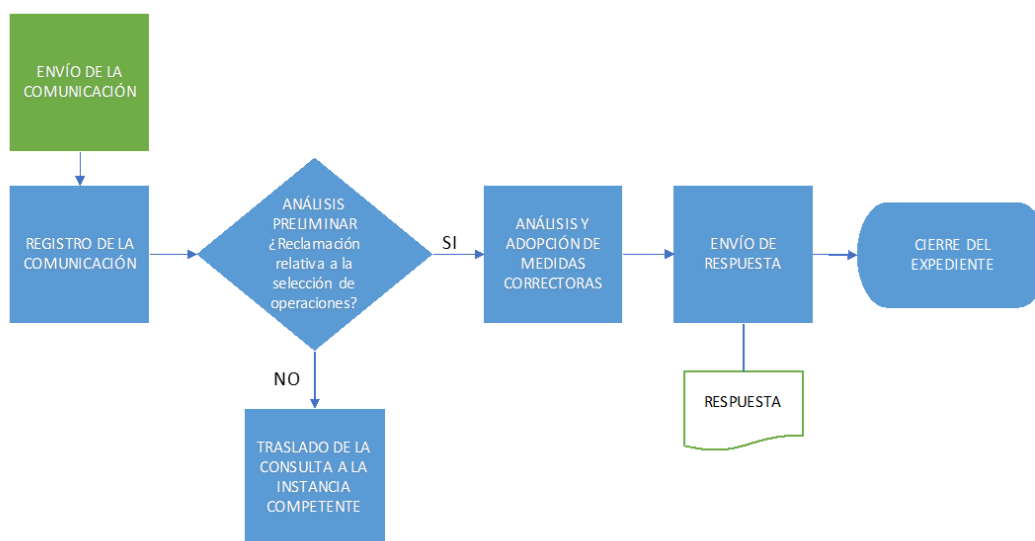 ENVÍO DE LA
COMUNICACIÓN
REGISTRO DE LA
COMUNICACIÓN
ANÁLISIS
PRELIMINAR
¿Reclamación
relativa a la
selección de
operaciones?
SI
ANÁLISIS Y
ADOPCIÓN DE
MEDIDAS
CORRECTORAS
ENVÍO DE
RESPUESTA
CIERRE DEL
EXPEDIENTE
NO
RESPUESTA
TRASLADO DE LA
CONSULTA A LA
INSTANCIA
COMPETENTE